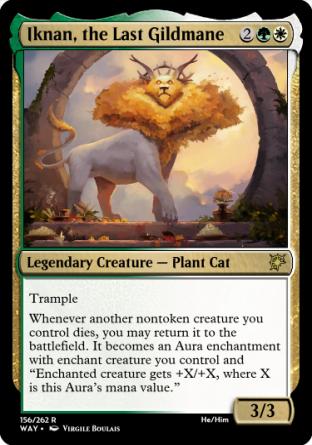 Iknan, the Last Gildmane 2
Legendary Creature — Plant Cat
Trample
Whenever another nontoken creature you
control dies, you may return it to the
battlefield. It becomes an Aura enchantment
with enchant creature you control and
“Enchanted creature gets +X/+X, where X
is this Aura's mana value.”
3/3
156/262 R He/Him
WAY • Virgile Boulais